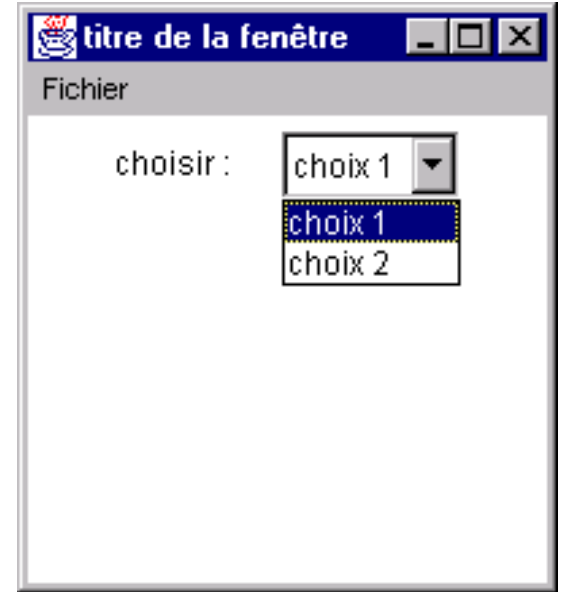 titre de la fenêtre
Fichier
choisir : choix 1
choix 1
choix 2